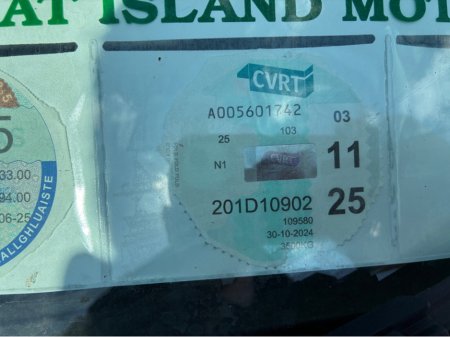 AT ISLAND MOT
CVRT
A005601742
03
25
103
11
N1
CVRT
25
201D10902
109580
30-10-2024
5
33.00
94.00
06-25
ALLGHLUAISTE